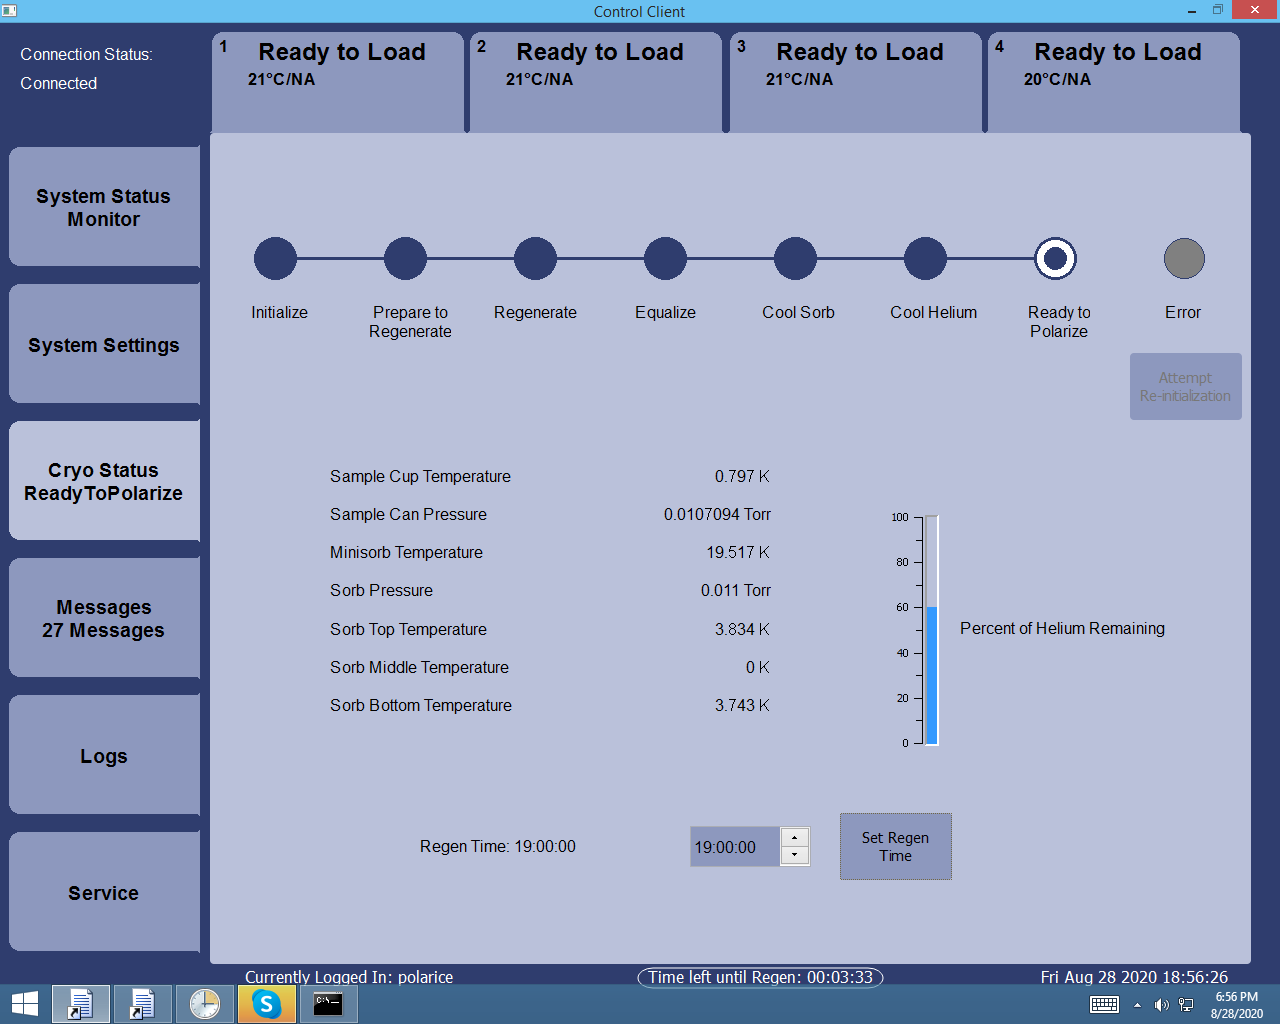 Control Client
Connection Status:
Connected
1 Ready to Load
21°C/NA
2 Ready to Load
21°C/NA
3 Ready to Load
21°C/NA
4 Ready to Load
20°C/NA
System Status
Monitor
System Settings
Cryo Status
ReadyToPolarize
Messages
27 Messages
Logs
Service
Initialize
Prepare to
Regenerate
Regenerate
Equalize
Cool Sorb
Cool Helium
Ready to
Polarize
Error
Attempt
Re-initialization
Sample Cup Temperature 0.797 K
Sample Can Pressure 0.0107094 Torr
Minisorb Temperature 19.517 K
Sorb Pressure 0.011 Torr
Sorb Top Temperature 3.834 K
Sorb Middle Temperature 0 K
Sorb Bottom Temperature 3.743 K
100
80
60
40
20
0
Percent of Helium Remaining
Regen Time: 19:00:00
19:00:00
Set Regen
Time
Currently Logged In: polarice
Time left until Regen: 00:03:33
Fri Aug 28 2020 18:56:26
C:\_
6:56 PM
8/28/2020